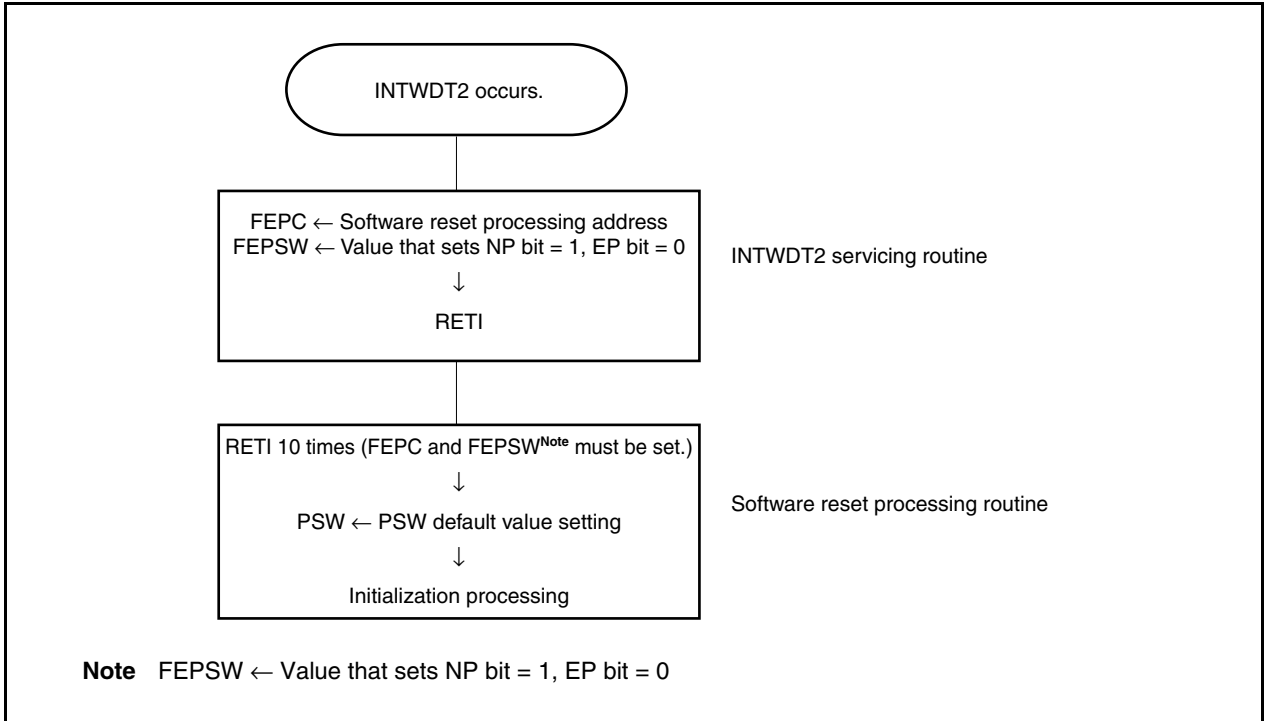 INTWDT2 occurs.
FEPC ← Software reset processing address
FEPSW ← Value that sets NP bit = 1, EP bit = 0
↓
RETI
INTWDT2 servicing routine
RETI 10 times (FEPC and FEPSWNote must be set.)
↓
PSW ← PSW default value setting
↓
Initialization processing
Software reset processing routine
Note FEPSW ← Value that sets NP bit = 1, EP bit = 0